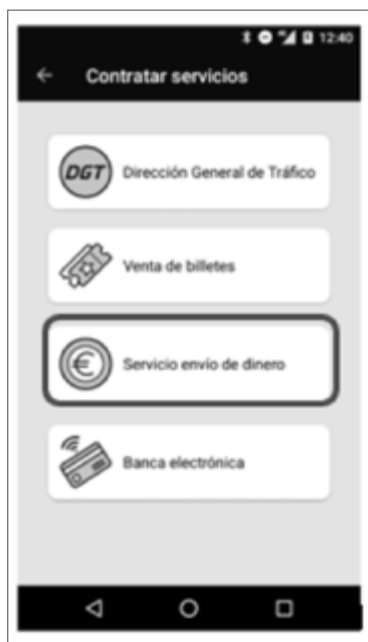 12:40
Contratar servicios
DGT Dirección General de Tráfico
Venta de billetes
Servicio envío de dinero
Banca electrónica